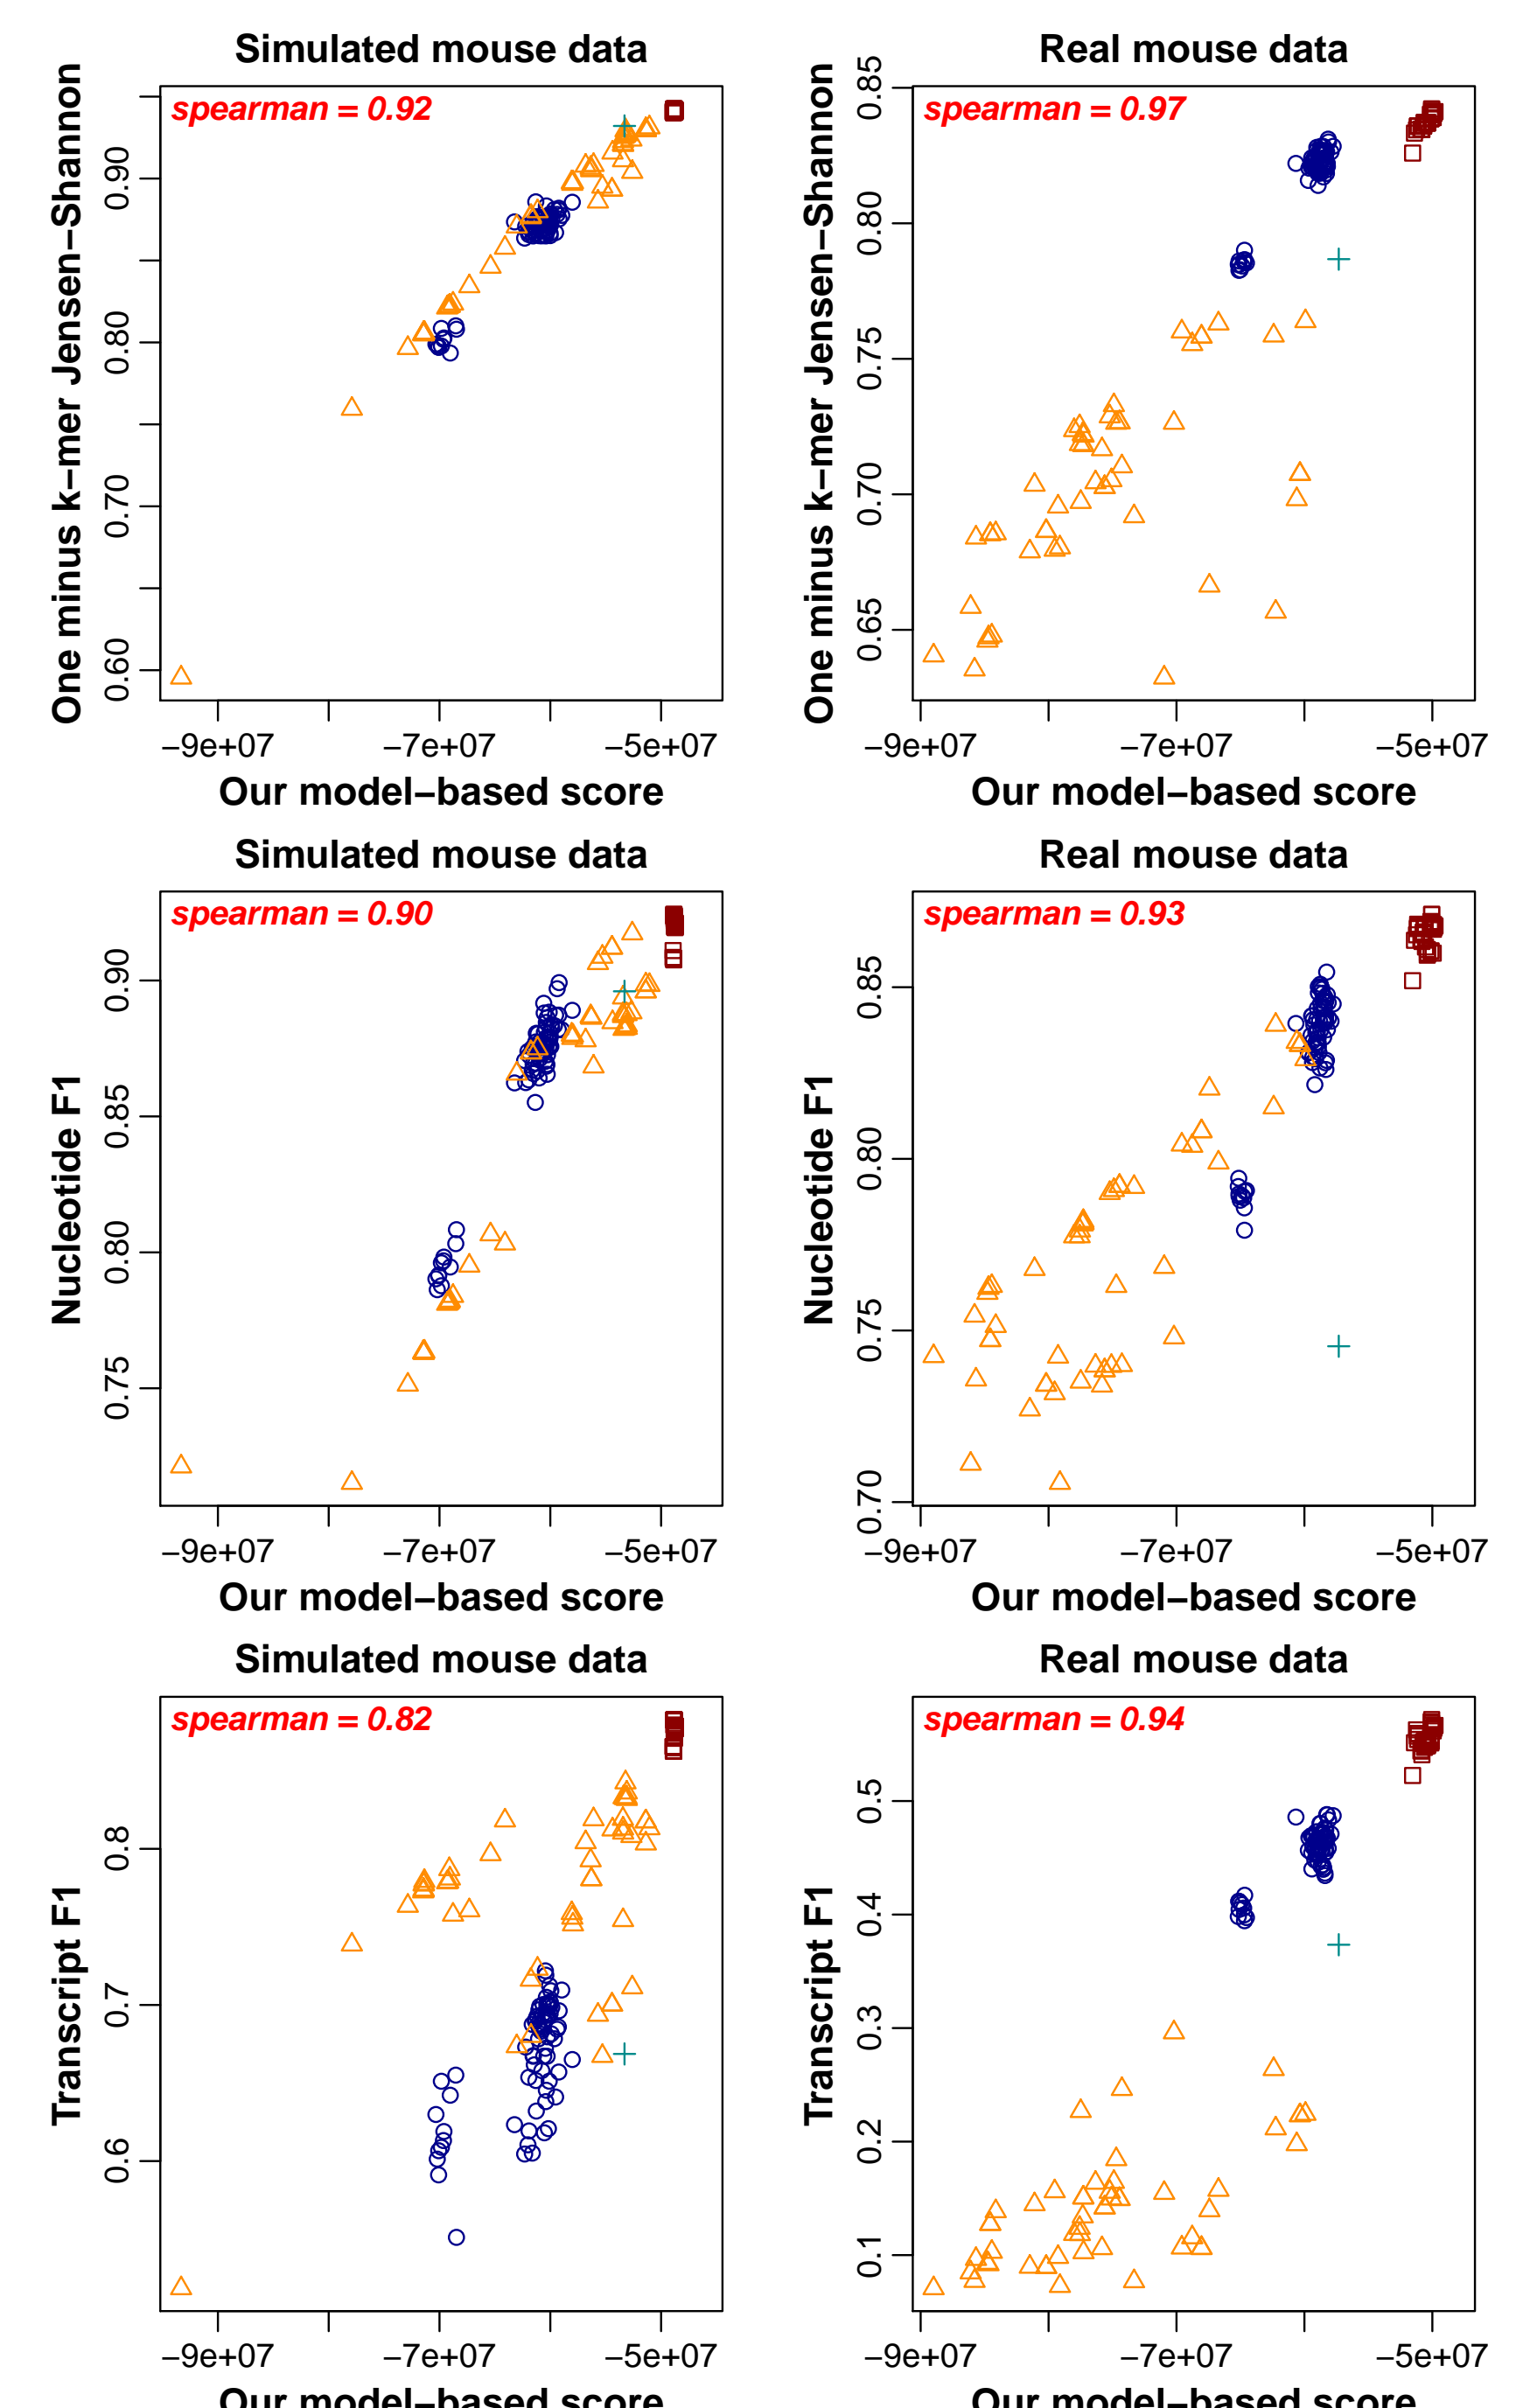 Simulated mouse data
spearman = 0.92
One minus k−mer Jensen−Shannon
0.90
0.80
0.70
0.60
−9e+07 −7e+07 −5e+07
Our model−based score
Real mouse data
spearman = 0.97
One minus k−mer Jensen−Shannon
0.85
0.80
0.75
0.70
0.65
−9e+07 −7e+07 −5e+07
Our model−based score
Simulated mouse data
spearman = 0.90
Nucleotide F1
0.90
0.85
0.80
0.75
−9e+07 −7e+07 −5e+07
Our model−based score
Real mouse data
spearman = 0.93
Nucleotide F1
0.85
0.80
0.75
0.70
−9e+07 −7e+07 −5e+07
Our model−based score
Simulated mouse data
spearman = 0.82
Transcript F1
0.8
0.7
0.6
−9e+07 −7e+07 −5e+07
Our model−based score
Real mouse data
spearman = 0.94
Transcript F1
0.5
0.4
0.3
0.2
0.1
−9e+07 −7e+07 −5e+07
Our model−based score